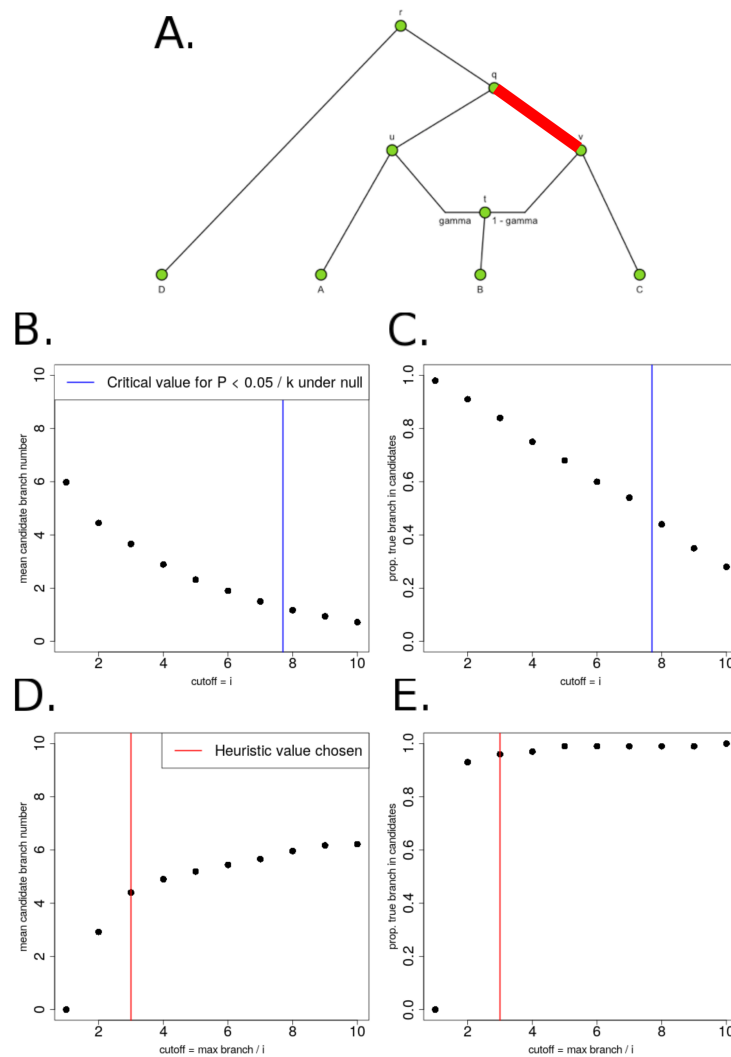 A.
r
q
u
v
t
gamma
1 - gamma
D
A
B
C
B.
mean candidate branch number
0
2
4
6
8
10
Critical value for P < 0.05 / k under null
2
4
6
8
10
cutoff = i
C.
prop. true branch in candidates
0.0
0.2
0.4
0.6
0.8
1.0
2
4
6
8
10
cutoff = i
D.
mean candidate branch number
0
2
4
6
8
10
Heuristic value chosen
2
4
6
8
10
cutoff = max branch / i
E.
prop. true branch in candidates
0.0
0.2
0.4
0.6
0.8
1.0
2
4
6
8
10
cutoff = max branch / i